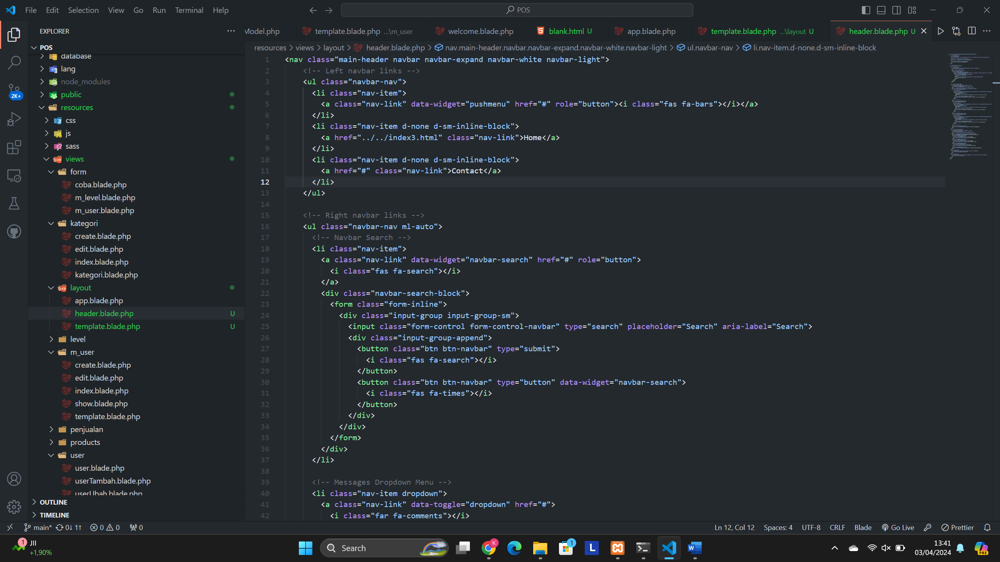 File Edit Selection View Go Run Terminal Help
POS
EXPLORER
Model.php
template.blade.php ...\m_user
welcome.blade.php
blank.html U
app.blade.php
template.blade.php ...\layout U
header.blade.php U
resources > views > layout > header.blade.php > nav.main-header.navbar.navbar-expand.navbar-white.navbar-light > ul.navbar-nav > li.nav-item.d-none.d-sm-inline-block
POS
database
lang
node_modules
public
resources
css
js
sass
views
form
coba.blade.php
m_level.blade.php
m_user.blade.php
kategori
create.blade.php
edit.blade.php
index.blade.php
kategori.blade.php
layout
app.blade.php
header.blade.php U
template.blade.php U
level
m_user
create.blade.php
edit.blade.php
index.blade.php
show.blade.php
template.blade.php
penjualan
products
user
user.blade.php
userTambah.blade.php
userUbah.blade.php
OUTLINE
TIMELINE
2K+
1 <nav class="main-header navbar navbar-expand navbar-white navbar-light">
2 <!-- Left navbar links -->
3 <ul class="navbar-nav">
4 <li class="nav-item">
5 <a class="nav-link" data-widget="pushmenu" href="#" role="button"><i class="fas fa-bars"></i></a>
6 </li>
7 <li class="nav-item d-none d-sm-inline-block">
8 <a href="../../index3.html" class="nav-link">Home</a>
9 </li>
10 <li class="nav-item d-none d-sm-inline-block">
11 <a href="#" class="nav-link">Contact</a>
12 </li>
13 </ul>
14
15 <!-- Right navbar links -->
16 <ul class="navbar-nav ml-auto">
17 <!-- Navbar Search -->
18 <li class="nav-item">
19 <a class="nav-link" data-widget="navbar-search" href="#" role="button">
20 <i class="fas fa-search"></i>
21 </a>
22 <div class="navbar-search-block">
23 <form class="form-inline">
24 <div class="input-group input-group-sm">
25 <input class="form-control form-control-navbar" type="search" placeholder="Search" aria-label="Search">
26 <div class="input-group-append">
27 <button class="btn btn-navbar" type="submit">
28 <i class="fas fa-search"></i>
29 </button>
30 <button class="btn btn-navbar" type="button" data-widget="navbar-search">
31 <i class="fas fa-times"></i>
32 </button>
33 </div>
34 </div>
35 </form>
36 </div>
37 </li>
38
39 <!-- Messages Dropdown Menu -->
40 <li class="nav-item dropdown">
41 <a class="nav-link" data-toggle="dropdown" href="#">
42 <i class="far fa-comments"></i>
main* 0↓ 1↑ 0 0 0
Ln 12, Col 12 Spaces: 4 UTF-8 CRLF Blade Go Live Prettier
1 JII
+1,90%
Search
K
1
L
W
13:41
03/04/2024
PRE